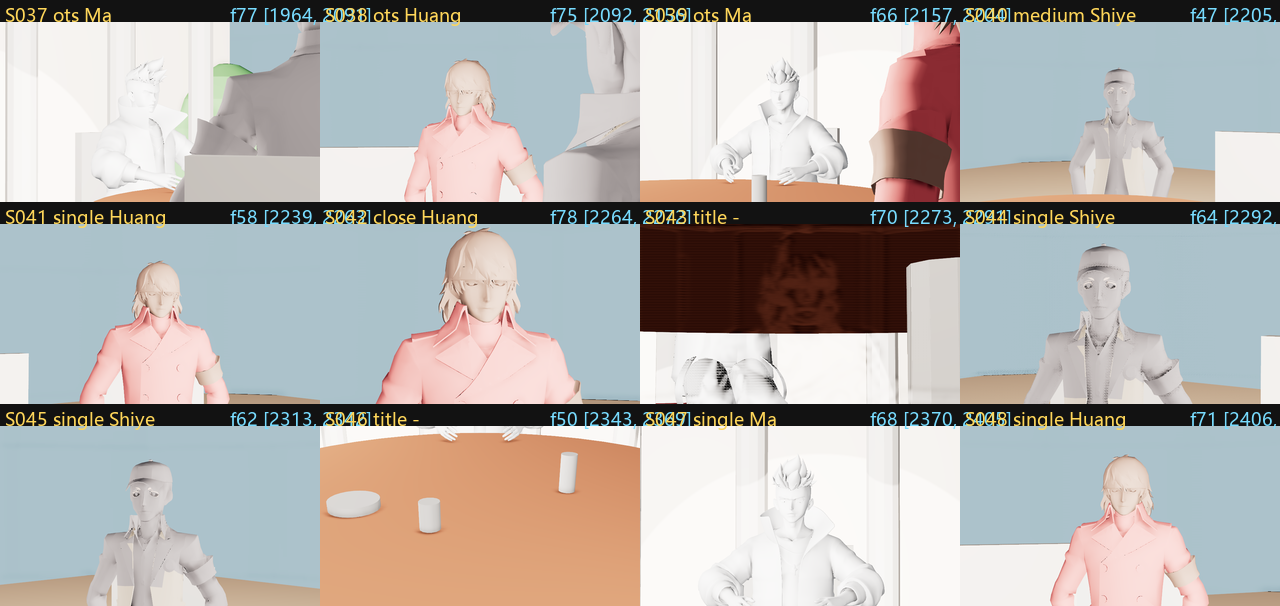 S037 ots Ma
f77 [1964,
ots Huang
f75 [2092,
ots Ma
f66 [2157,
medium Shiye
f47 [2205,
S041 single Huang
f58 [2239,
close Huang
f78 [2264,
title -
f70 [2273,
single Shiye
f64 [2292,
S045 single Shiye
f62 [2313,
title -
f50 [2343,
single Ma
f68 [2370,
single Huang
f71 [2406,